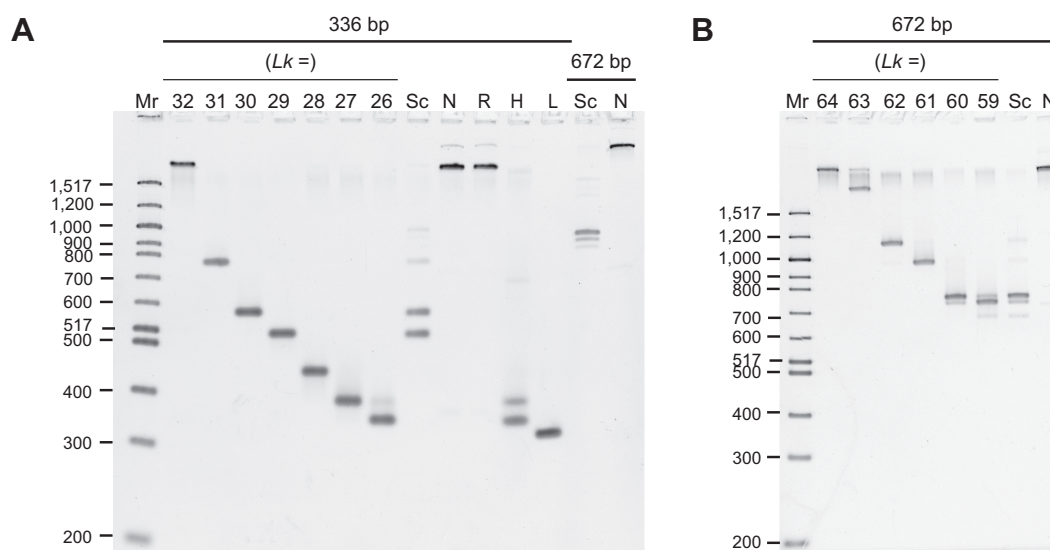 A
336 bp
(Lk =)
672 bp
Mr 32 31 30 29 28 27 26 Sc N R H L Sc N
1,517
1,200
1,000
900
800
700
600
517
500
400
300
200
B
672 bp
(Lk =)
Mr 64 63 62 61 60 59 Sc N
1,517
1,200
1,000
900
800
700
600
517
500
400
300
200